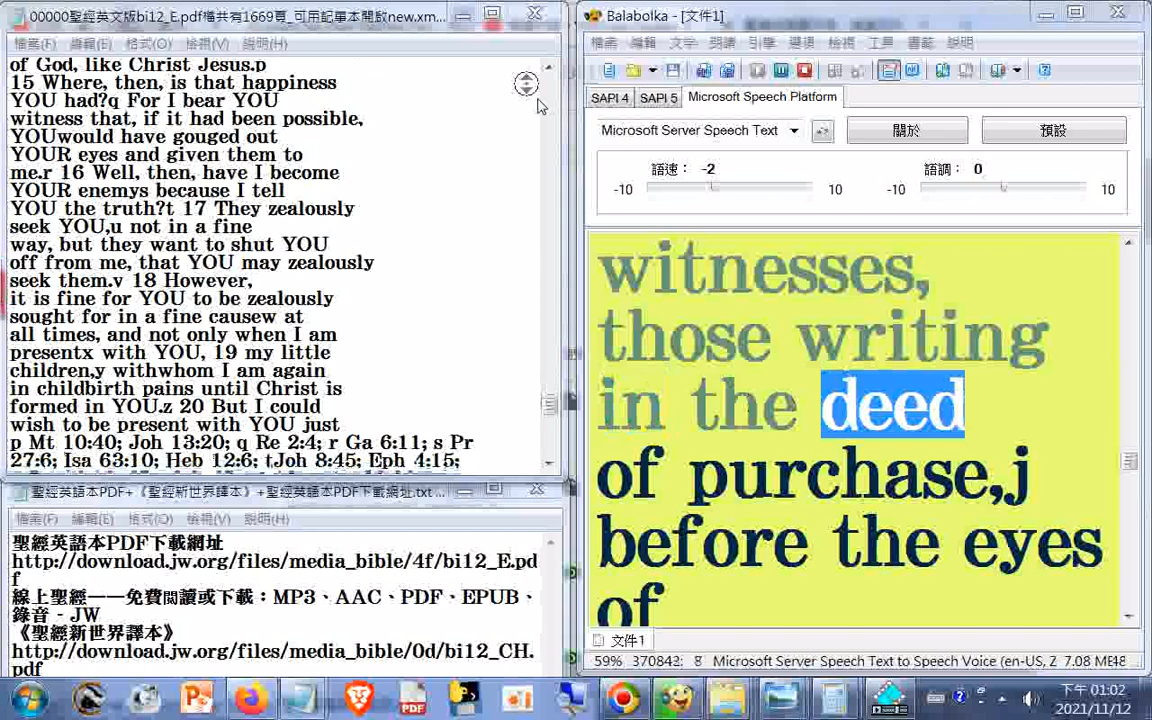 00000聖經英文版bi12_E.pdf檔共有1669頁_可用記事本開啟new.xm...
檔案(F) 編輯(E) 格式(O) 檢視(V) 說明(H)
of God, like Christ Jesus.p
15 Where, then, is that happiness
YOU had?q For I bear YOU
witness that, if it had been possible,
YOUwould have gouged out
YOUR eyes and given them to
me.r 16 Well, then, have I become
YOUR enemys because I tell
YOU the truth?t 17 They zealously
seek YOU,u not in a fine
way, but they want to shut YOU
off from me, that YOU may zealously
seek them.v 18 However,
it is fine for YOU to be zealously
sought for in a fine causew at
all times, and not only when I am
presentx with YOU, 19 my little
children,y withwhom I am again
in childbirth pains until Christ is
formed in YOU.z 20 But I could
wish to be present with YOU just
p Mt 10:40; Joh 13:20; q Re 2:4; r Ga 6:11; s Pr
27:6; Isa 63:10; Heb 12:6; tJoh 8:45; Eph 4:15;
聖經英語本PDF+《聖經新世界譯本》+聖經英語本PDF下載網址.txt ...
檔案(F) 編輯(E) 格式(O) 檢視(V) 說明(H)
聖經英語本PDF下載網址
http://download.jw.org/files/media_bible/4f/bi12_E.pd
f
線上聖經——免費閱讀或下載：MP3、AAC、PDF、EPUB、
錄音 - JW
《聖經新世界譯本》
http://download.jw.org/files/media_bible/0d/bi12_CH.
pdf
Balabolka - [文件1]
檔案 編輯 文字 朗讀 引擎 選項 檢視 工具 書籤 說明
SAPI 4 SAPI 5 Microsoft Speech Platform
Microsoft Server Speech Text 關於 預設
語速： -2 語調： 0
-10 10 -10 10
witnesses,
those writing
in the deed
of purchase,j
before the eyes
of
文件1
59% 370842: 8 Microsoft Server Speech Text to Speech Voice (en-US, Z 7.08 ME48
下午 01:02
2021/11/12